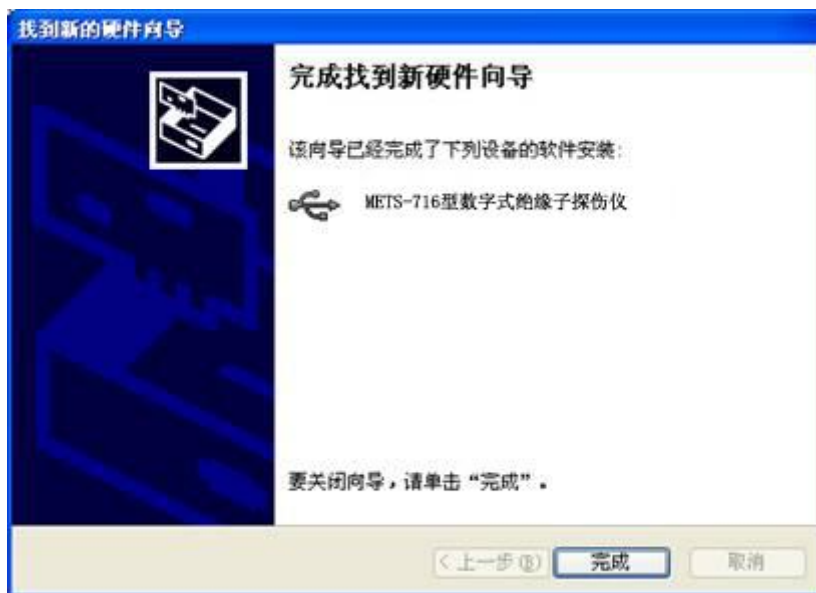 找到新的硬件向导
完成找到新硬件向导
该向导已经完成了下列设备的软件安装:
METS-716型数字式绝缘子探伤仪
要关闭向导，请单击“完成”。
< 上一步(B)
完成
取消